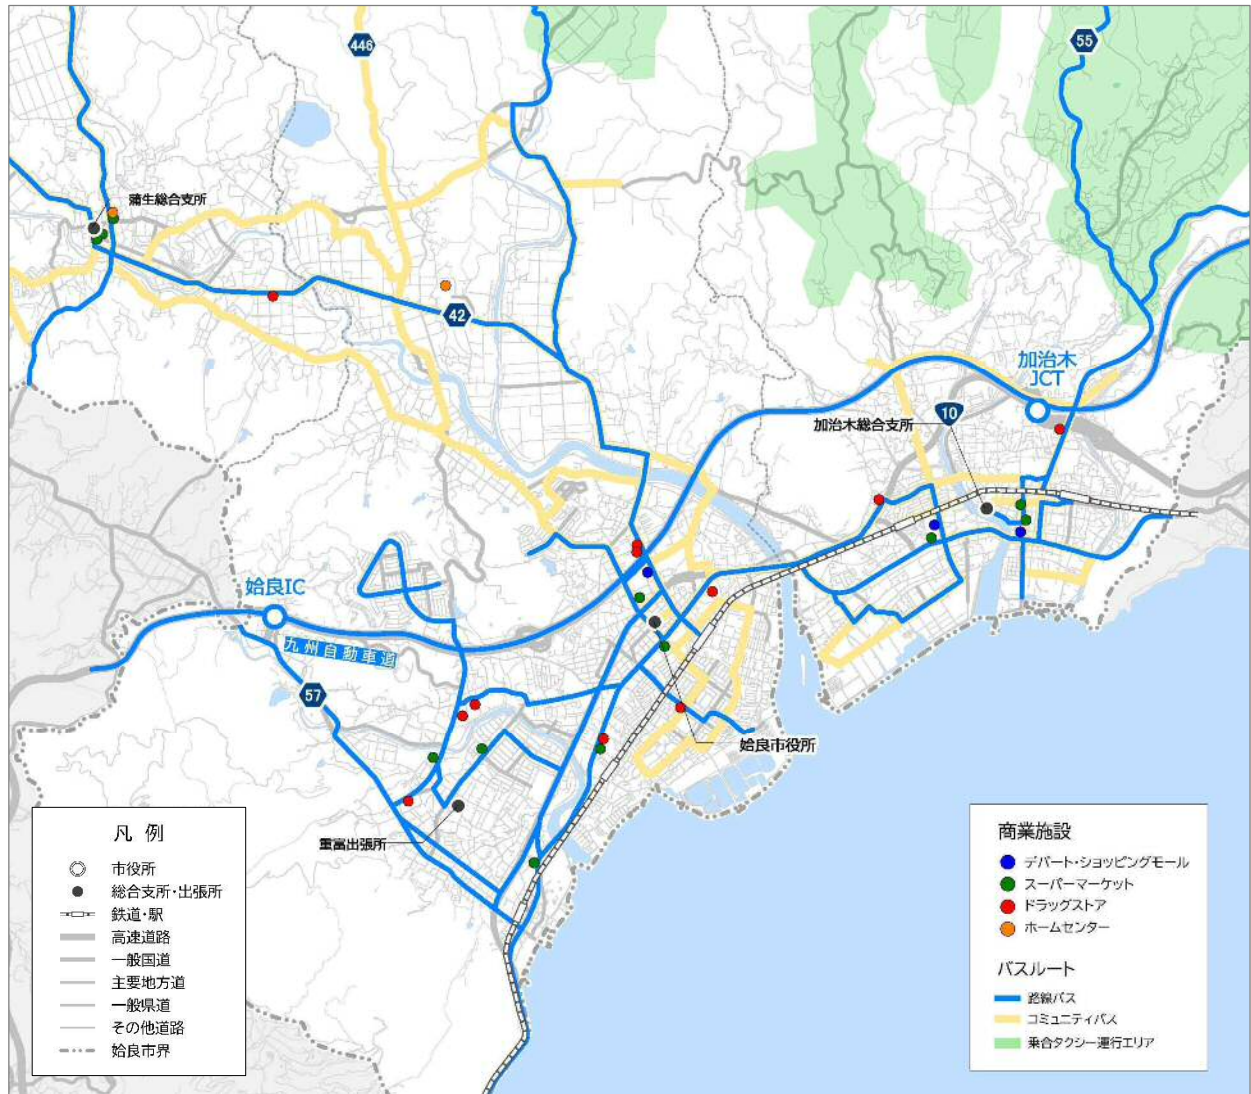 446
55
蒲生総合支所
42
加治木
JCT
10
加治木総合支所
姶良IC
九州自動車道
57
姶良市役所
重富出張所
凡 例
市役所
総合支所・出張所
鉄道・駅
高速道路
一般国道
主要地方道
一般県道
その他道路
姶良市界
商業施設
デパート・ショッピングモール
スーパーマーケット
ドラッグストア
ホームセンター
バスルート
路線バス
コミュニティバス
乗合タクシー運行エリア